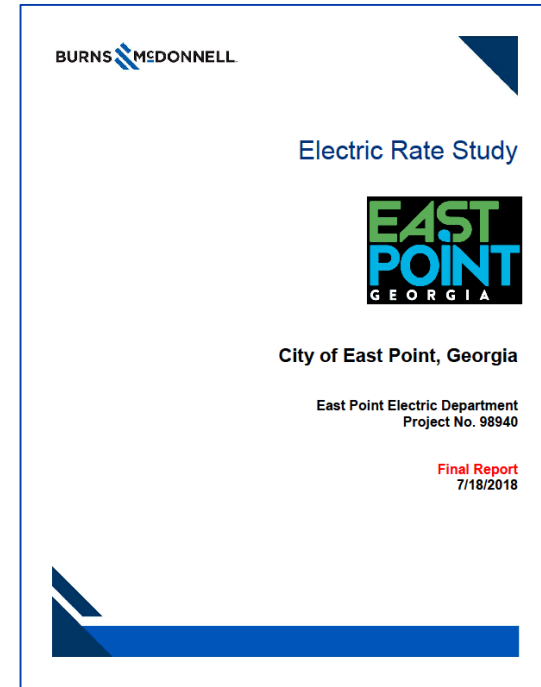 BURNS McDONNELL
Electric Rate Study
EAST
POINT
GEORGIA
City of East Point, Georgia
East Point Electric Department
Project No. 98940
Final Report
7/18/2018